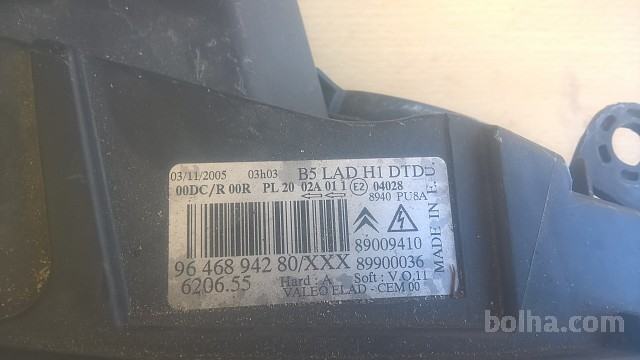 03/11/2005 03h03 B5 LAD H1 DTD
00DC/R 00R PL 20 02A 01 1 E2 04028
8940 PU8A
89009410
96 468 942 80/XXX 89900036
6206.55 Hard : A Soft : V.O.11
VALEO ELAD - CEM 00
MADE IN E.U.
bolha.com